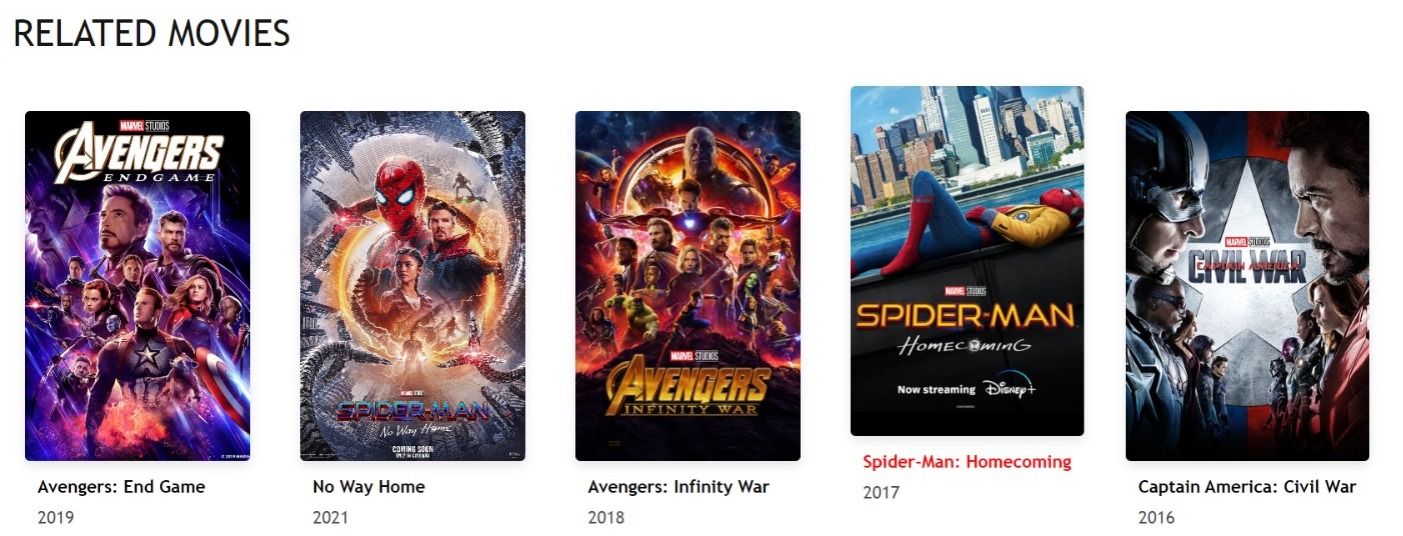 RELATED MOVIES
MARVEL STUDIOS
AVENGERS
ENDGAME
Avengers: End Game
2019
SPIDER-MAN
No Way Home
COMING SOON
ONLY IN CINEMAS
No Way Home
2021
MARVEL STUDIOS
AVENGERS
INFINITY WAR
Avengers: Infinity War
2018
MARVEL STUDIOS
SPIDER-MAN
HOMECOMING
Now streaming Disney+
Spider-Man: Homecoming
2017
MARVEL STUDIOS
CAPTAIN AMERICA
CIVIL WAR
Captain America: Civil War
2016